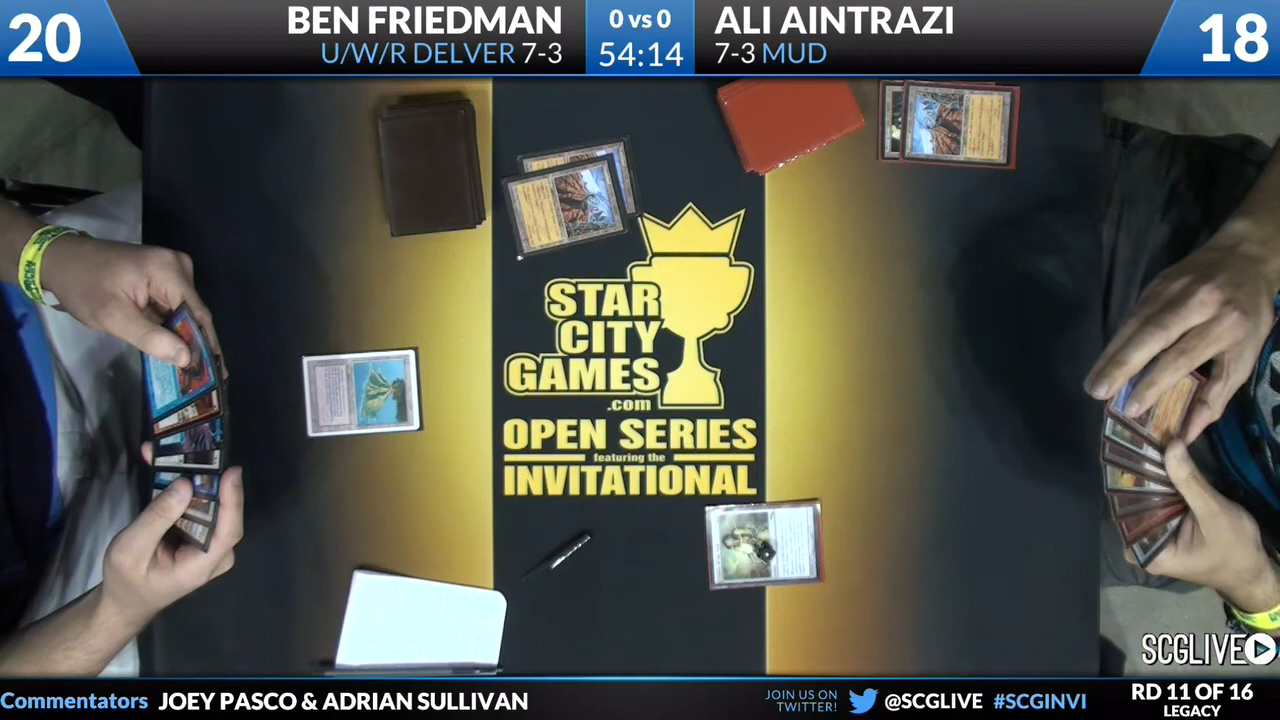 20
BEN FRIEDMAN
U/W/R DELVER 7-3
0 vs 0
54:14
ALI AINTRAZI
7-3 MUD
18
STAR
CITY
GAMES
.com
OPEN SERIES
featuring the
INVITATIONAL
SCGLIVE
Commentators JOEY PASCO & ADRIAN SULLIVAN
JOIN US ON
TWITTER!
@SCGLIVE #SCGINVI
RD 11 OF 16
LEGACY